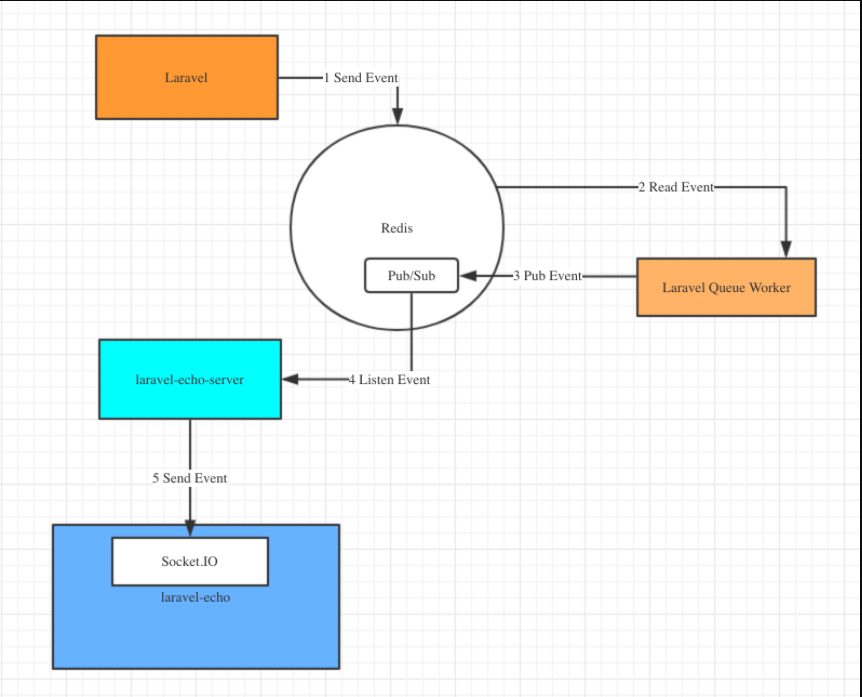 Laravel
1 Send Event
2 Read Event
Redis
Pub/Sub
3 Pub Event
Laravel Queue Worker
laravel-echo-server
4 Listen Event
5 Send Event
Socket.IO
laravel-echo